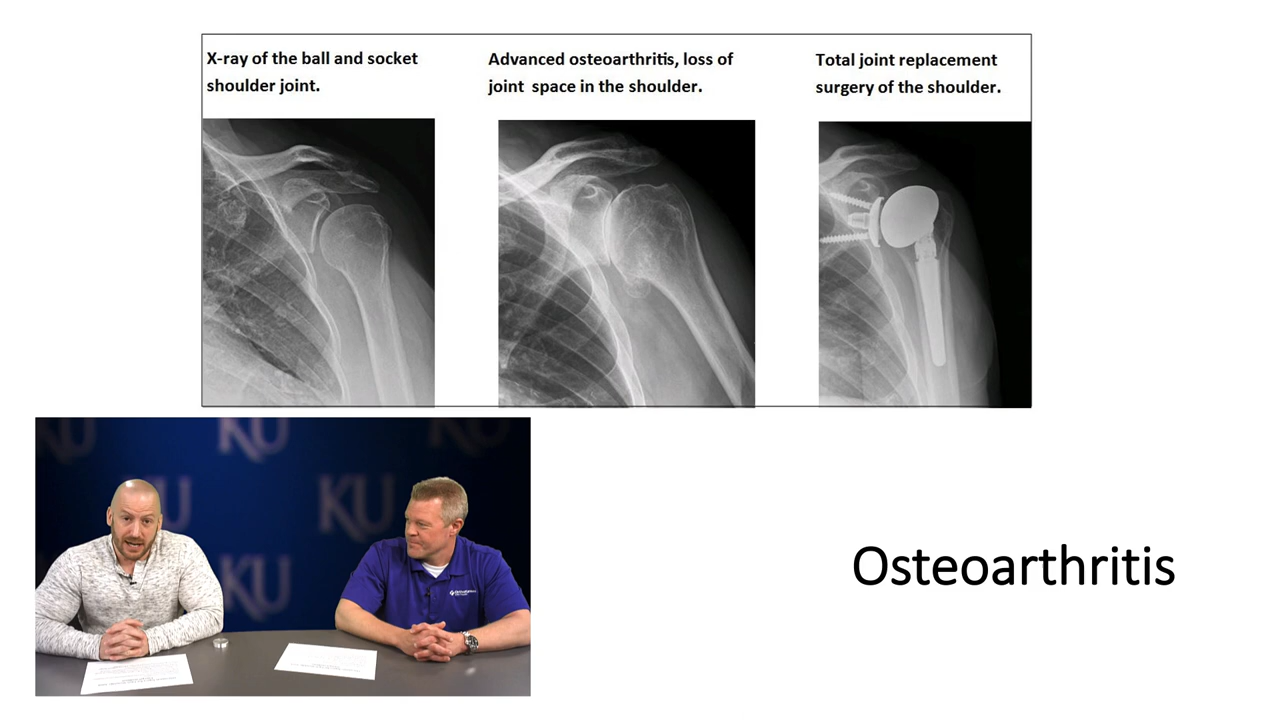 X-ray of the ball and socket
shoulder joint.
Advanced osteoarthritis, loss of
joint space in the shoulder.
Total joint replacement
surgery of the shoulder.
KU
KU
KU
KU
Osteoarthritis